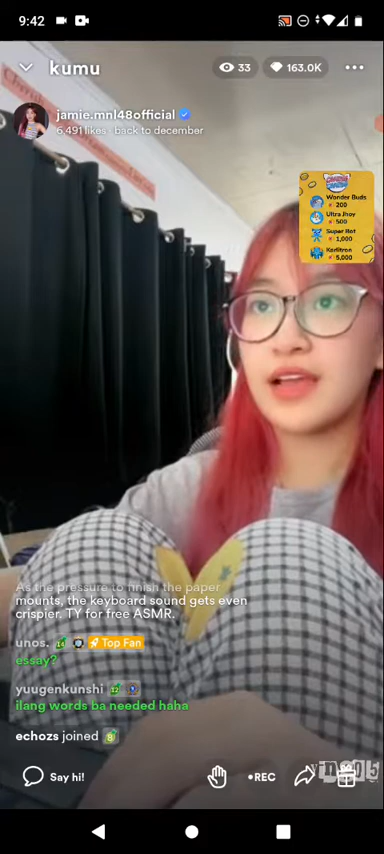 9:42
kumu
33
163.0K
jamie.mnl48official
6,491 likes · back to december
Wonder Buds
200
Ultra Jhoy
500
Super Bot
1,000
Karlitron
5,000
As the pressure to finish the paper
mounts, the keyboard sound gets even
crispier. TY for free ASMR.
unos. 14 Top Fan
essay?
yuugenkunshi 12
ilang words ba needed haha
echozs joined 8
Say hi!
•REC